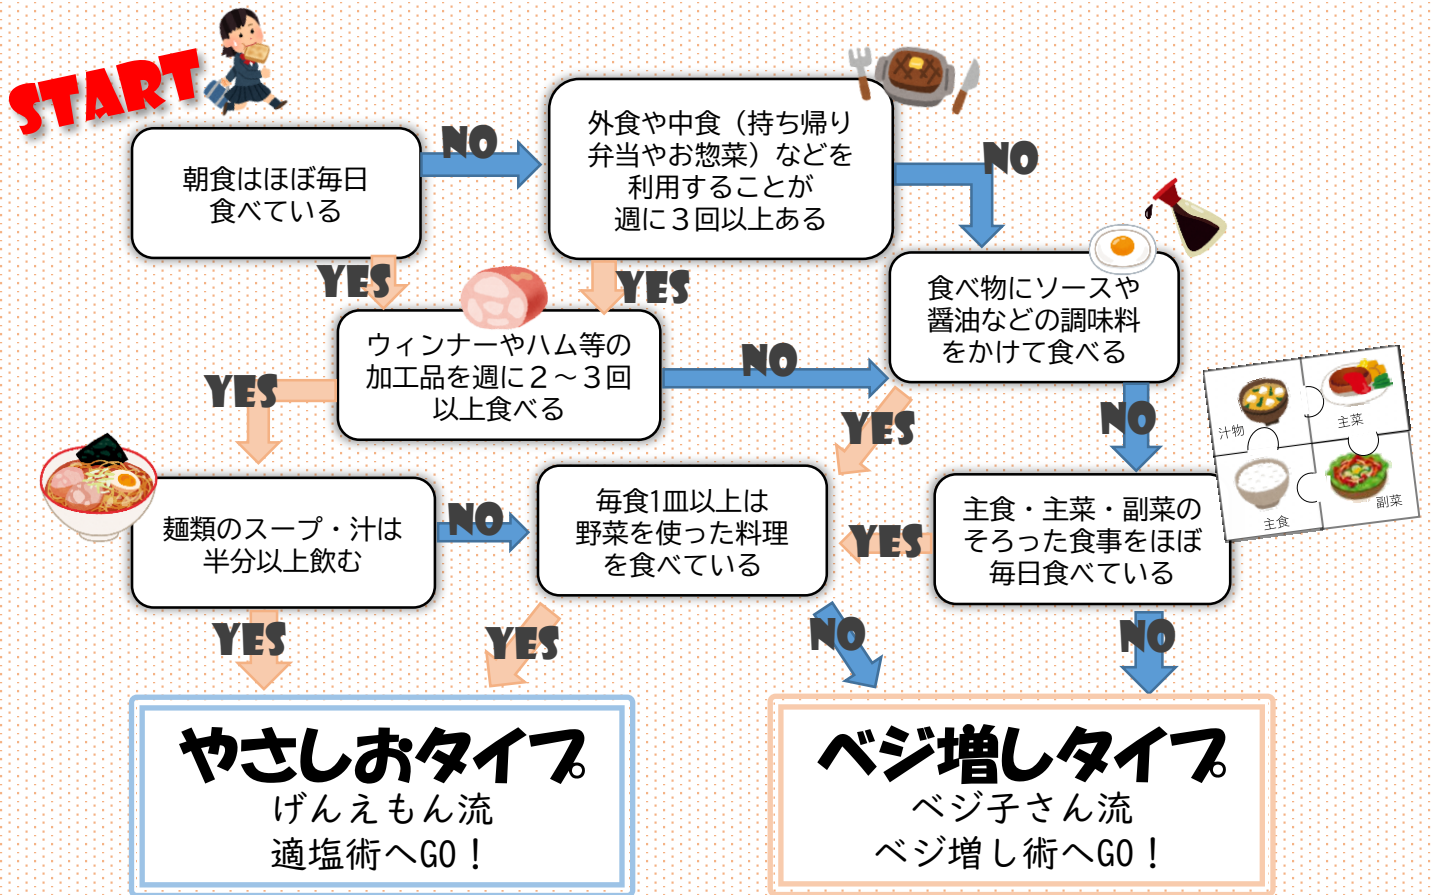 START
朝食はほぼ毎日
食べている
NO
外食や中食（持ち帰り
弁当やお惣菜）などを
利用することが
週に３回以上ある
NO
YES
YES
ウィンナーやハム等の
加工品を週に２～３回
以上食べる
NO
食べ物にソースや
醤油などの調味料
をかけて食べる
YES
YES
NO
汁物
主菜
主食
副菜
麺類のスープ・汁は
半分以上飲む
NO
毎食1皿以上は
野菜を使った料理
を食べている
YES
主食・主菜・副菜の
そろった食事をほぼ
毎日食べている
YES
YES
NO
NO
やさしおタイプ
げんえもん流
適塩術へGO！
ベジ増しタイプ
ベジ子さん流
ベジ増し術へGO！